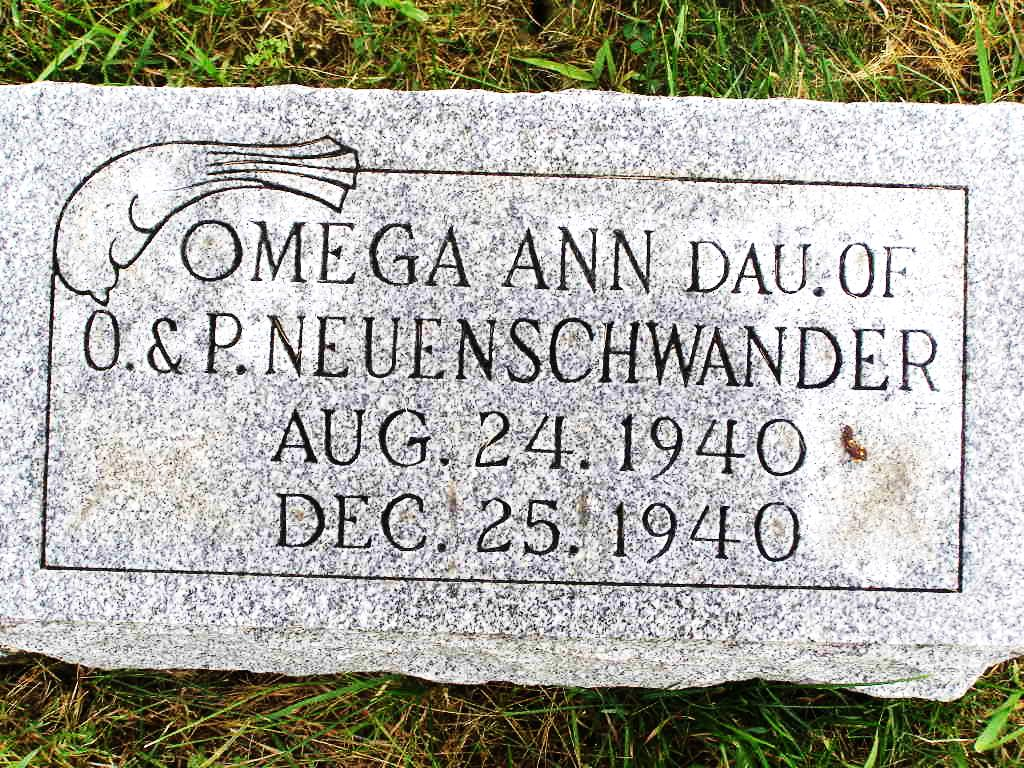 OMEGA ANN DAU. OF
O. & P. NEUENSCHWANDER
AUG. 24. 1940
DEC. 25. 1940